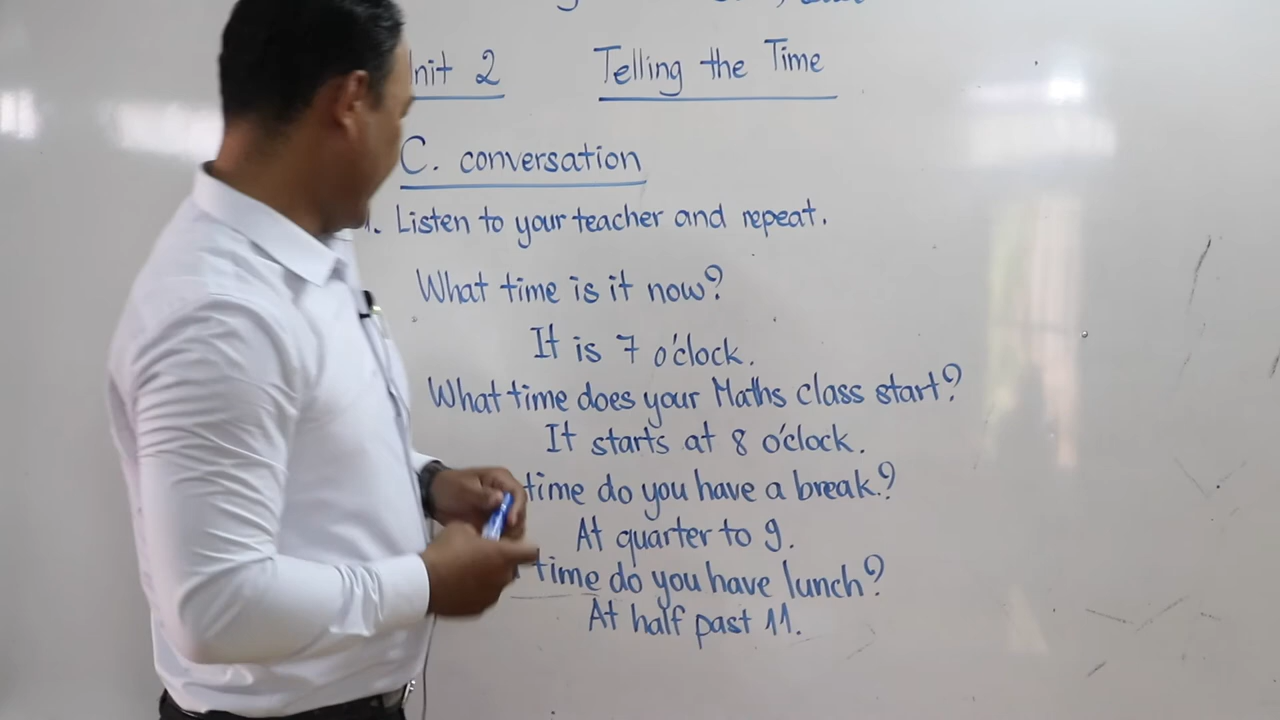 Unit 2 Telling the Time
C. conversation
1. Listen to your teacher and repeat.
What time is it now?
It is 7 o'clock.
What time does your Maths class start?
It starts at 8 o'clock.
time do you have a break?
At quarter to 9.
time do you have lunch?
At half past 11.